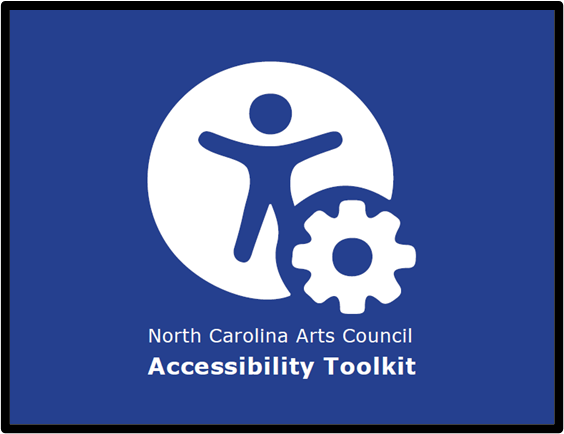 North Carolina Arts Council
Accessibility Toolkit